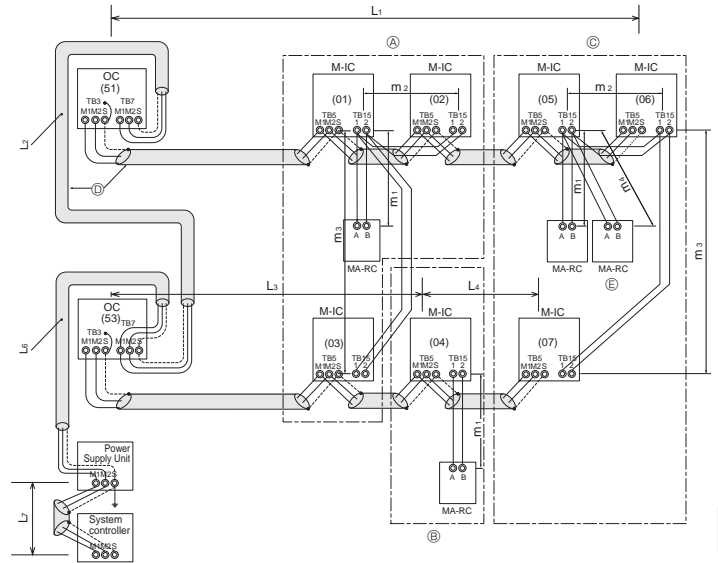 L1
A
C
M-IC
M-IC
M-IC
M-IC
OC
(51)
TB3
TB7
M1M2S
M1M2S
(01)
m2
(02)
(05)
m2
(06)
TB5
M1M2S
TB15
1 2
TB5
M1M2S
TB15
1 2
TB5
M1M2S
TB15
1 2
TB5
M1M2S
TB15
1 2
L2
D
m1
m1
m4
m3
m3
A B
MA-RC
A B
MA-RC
A B
MA-RC
E
L3
L4
L6
OC
(53)
TB3
TB7
M1M2S
M1M2S
M-IC
M-IC
M-IC
(03)
(04)
(07)
TB5
M1M2S
TB15
1 2
TB5
M1M2S
TB15
1 2
TB5
M1M2S
TB15
1 2
m1
Power
Supply Unit
M1M2S
A B
MA-RC
L7
System
controller
M1M2S
B